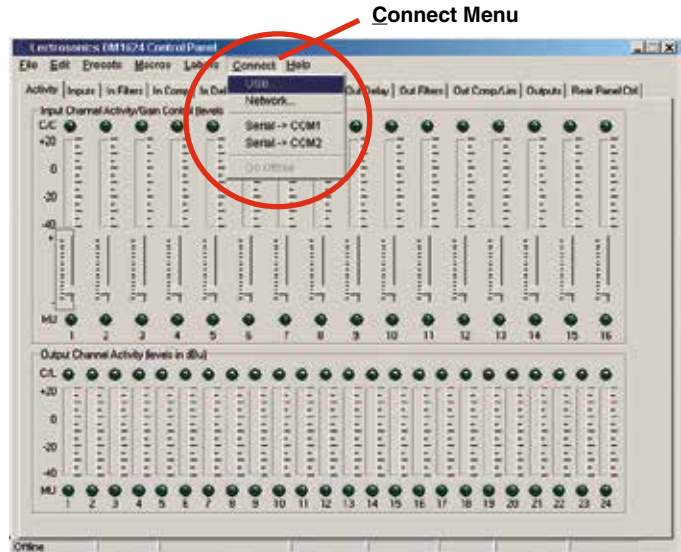 Connect Menu
Lectrosonics DM1624 Control Panel
File Edit Presets Macros Labels Connect Help
Activity Inputs In Filters In Comp In Del Out Delay Out Filters Out Comp/Lim Outputs Rear Panel Ctrl
USB...
Network...
Serial -> COM1
Serial -> COM2
Go Offline
Input Channel Activity/Gain Control (levels
C/C
+20
0
-20
-40
+
-
MU
1 2 3 4 5 6 7 8 9 10 11 12 13 14 15 16
Output Channel Activity (levels in dBu)
C/L
+20
0
-20
-40
MU
1 2 3 4 5 6 7 8 9 10 11 12 13 14 15 16 17 18 19 20 21 22 23 24
Offline